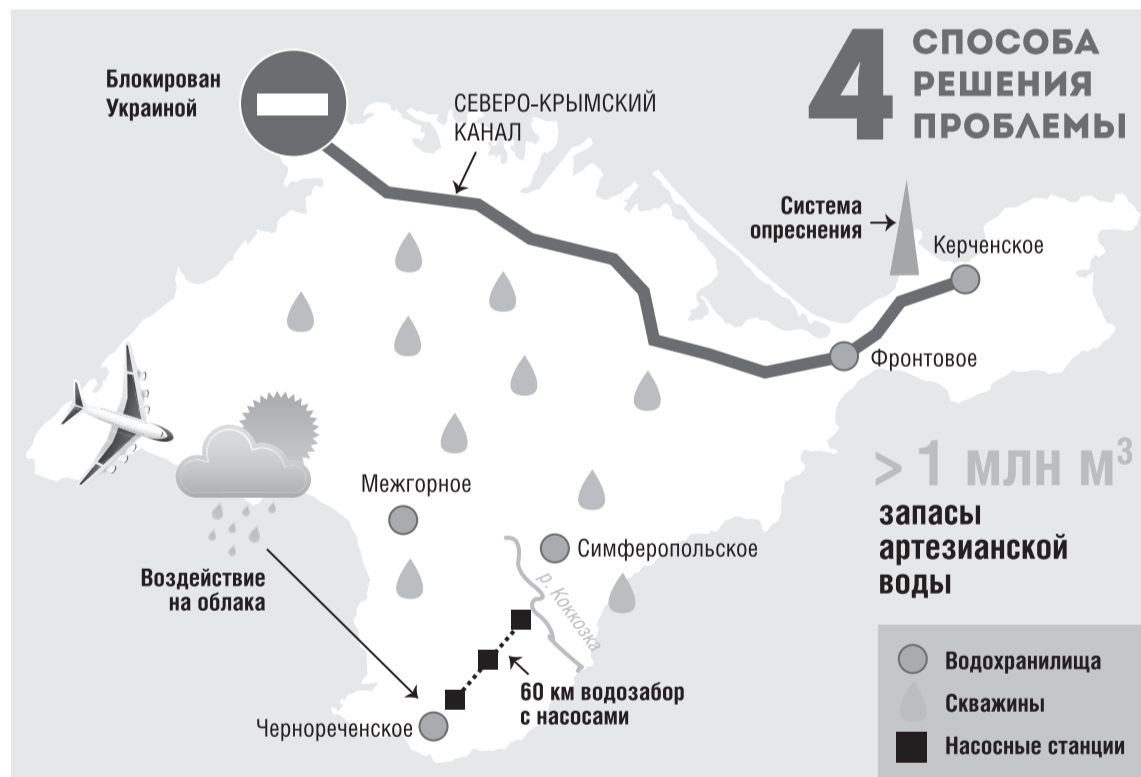 4 СПОСОБА
РЕШЕНИЯ
ПРОБЛЕМЫ
Блокирован
Украиной
СЕВЕРО-КРЫМСКИЙ
КАНАЛ
Система
опреснения
Керченское
Фронтовое
> 1 млн м³
запасы
артезианской
воды
Межгорное
Симферопольское
р. Коккозка
Воздействие
на облака
60 км водозабор
с насосами
Чернореченское
Водохранилища
Скважины
Насосные станции